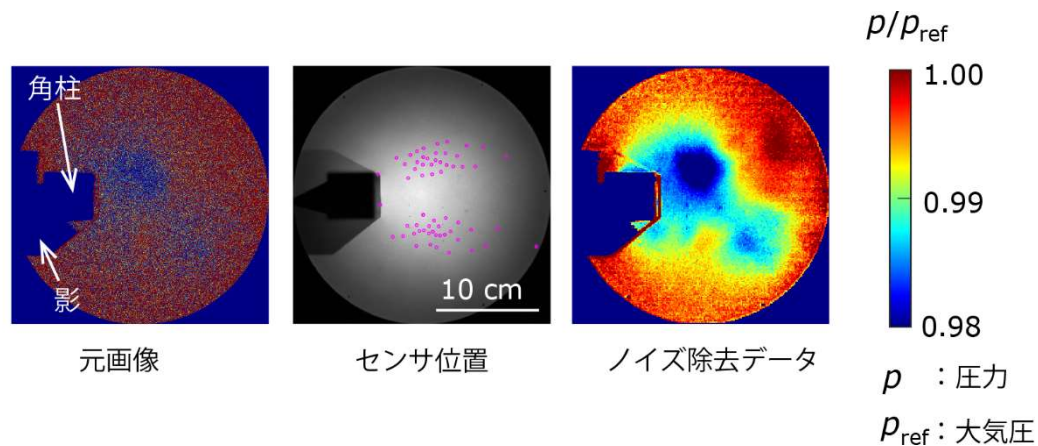 p/pref
角柱
影
10 cm
1.00
0.99
0.98
元画像
センサ位置
ノイズ除去データ
p ：圧力
pref：大気圧